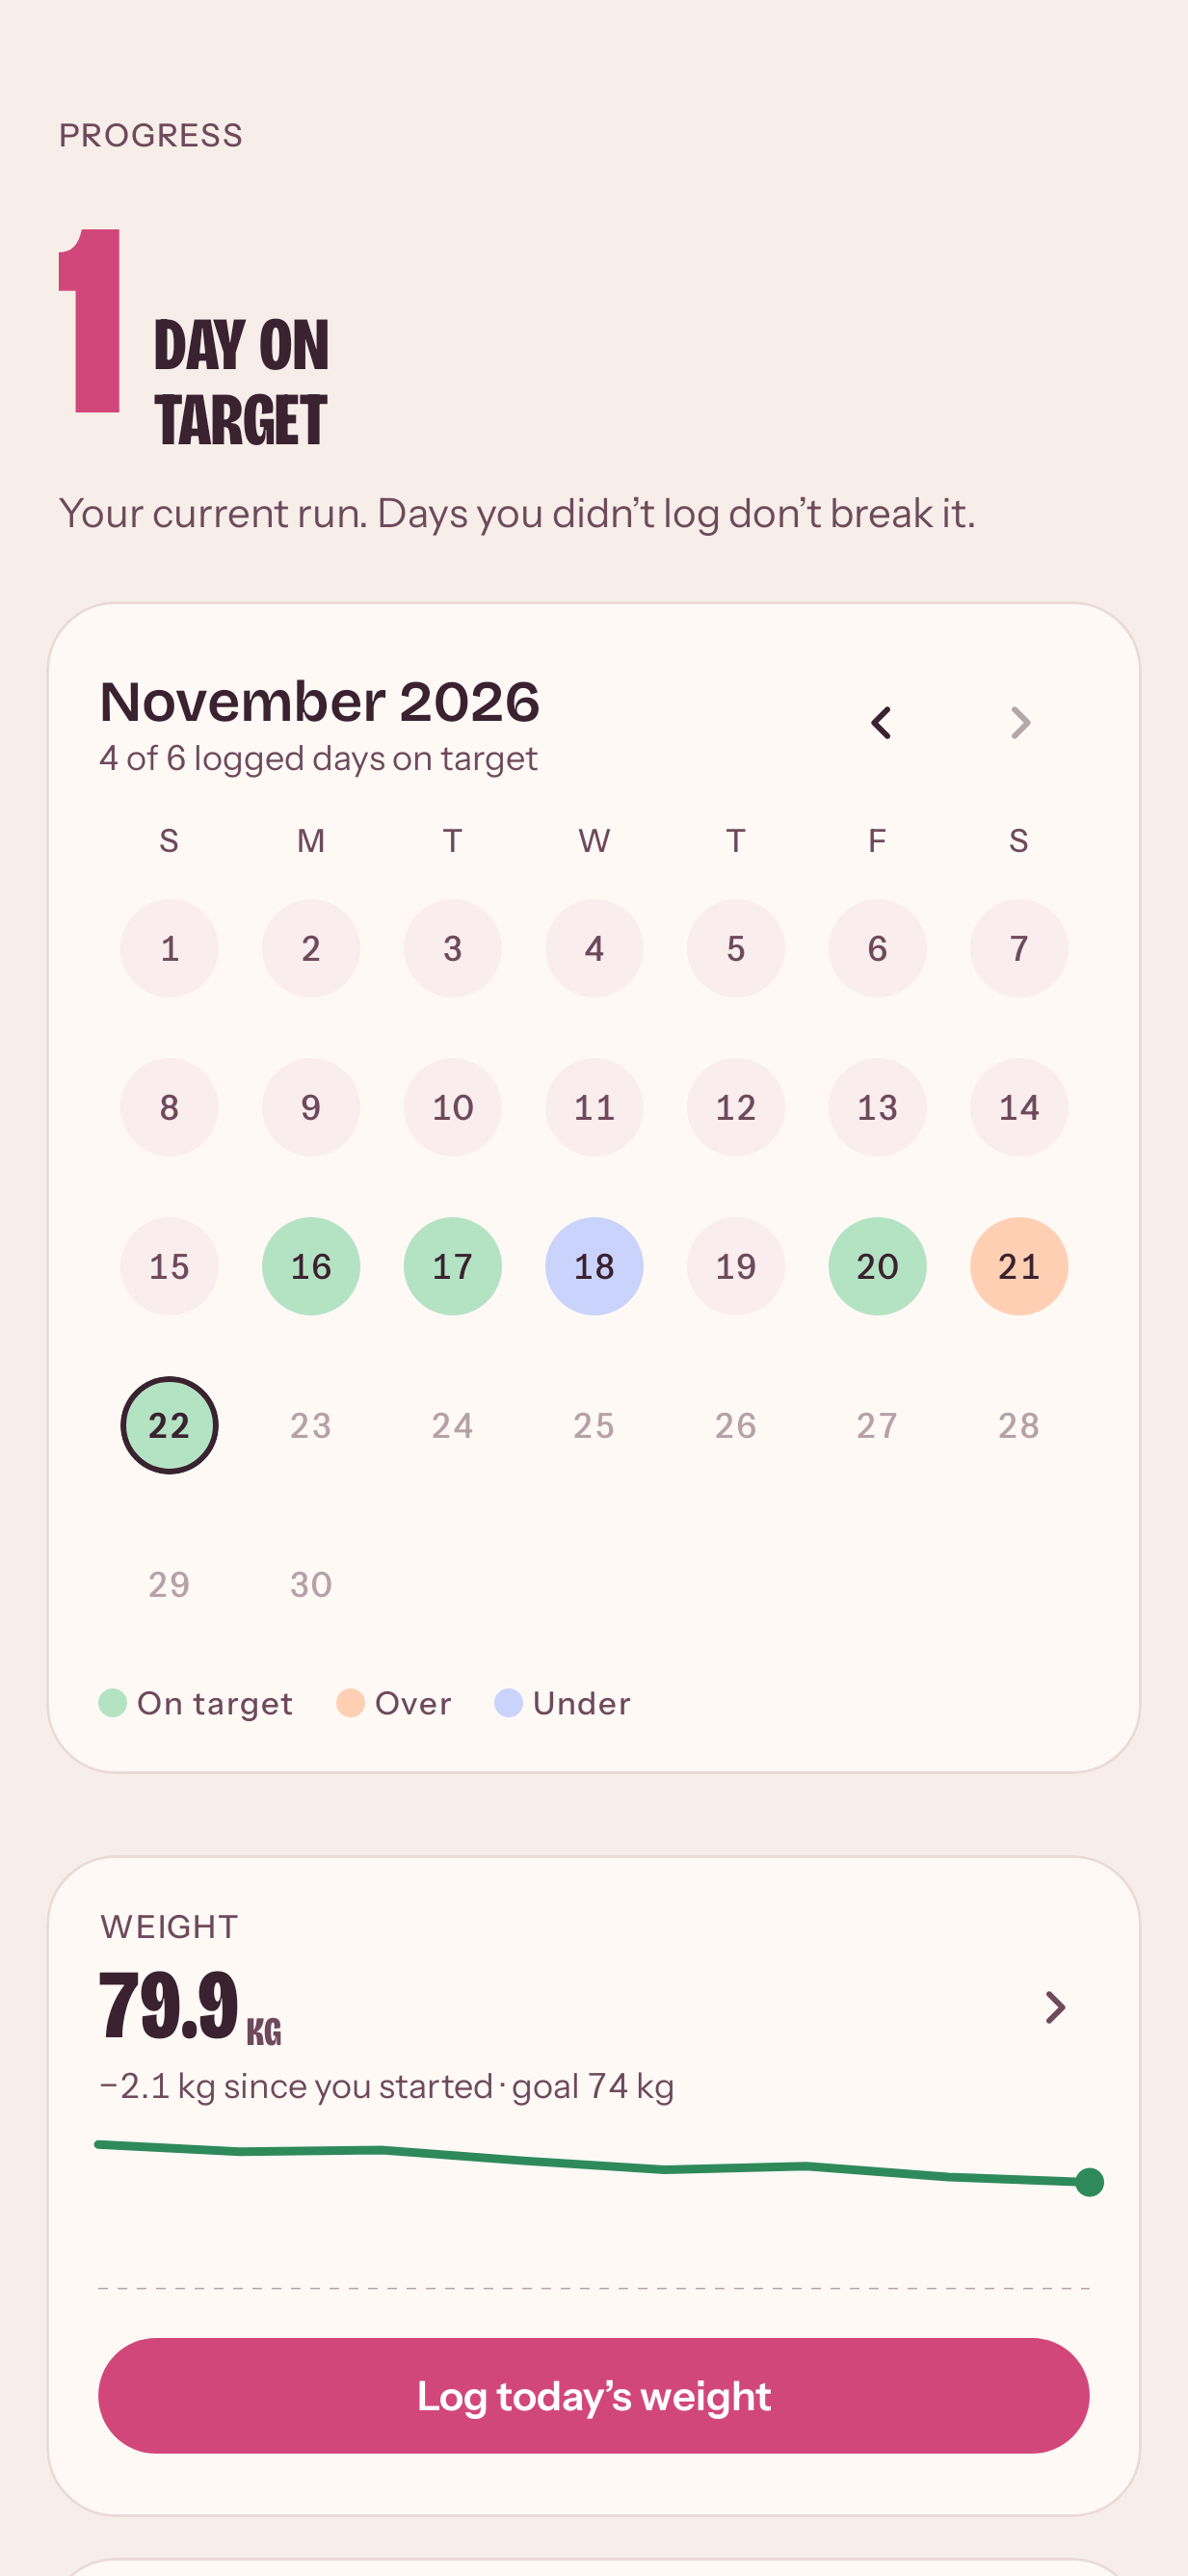 PROGRESS
1
DAY ON
TARGET
Your current run. Days you didn’t log don’t break it.
November 2026
4 of 6 logged days on target
S M T W T F S
1 2 3 4 5 6 7
8 9 10 11 12 13 14
15 16 17 18 19 20 21
22 23 24 25 26 27 28
29 30
On target Over Under
WEIGHT
79.9 KG
−2.1 kg since you started · goal 74 kg
Log today’s weight